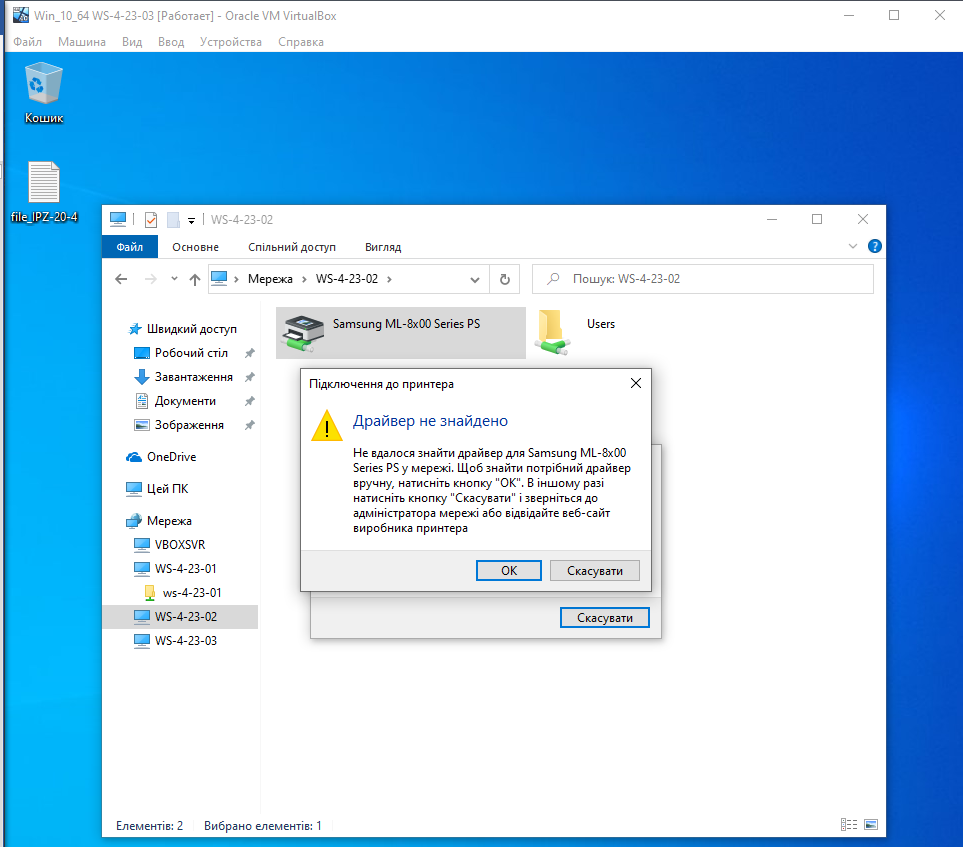 Win_10_64 WS-4-23-03 [Работает] - Oracle VM VirtualBox
Файл Машина Вид Ввод Устройства Справка
Кошик
file_IPZ-20-4
WS-4-23-02
Файл Основне Спільний доступ Вигляд
Мережа WS-4-23-02 Пошук: WS-4-23-02
Швидкий доступ
Робочий стіл
Завантаження
Документи
Зображення
OneDrive
Цей ПК
Мережа
VBOXSVR
WS-4-23-01
ws-4-23-01
WS-4-23-02
WS-4-23-03
Samsung ML-8x00 Series PS
Users
Підключення до принтера
Драйвер не знайдено
Не вдалося знайти драйвер для Samsung ML-8x00
Series PS у мережі. Щоб знайти потрібний драйвер
вручну, натисніть кнопку "ОК". В іншому разі
натисніть кнопку "Скасувати" і зверніться до
адміністратора мережі або відвідайте веб-сайт
виробника принтера
ОК Скасувати
Скасувати
Елементів: 2 Вибрано елементів: 1